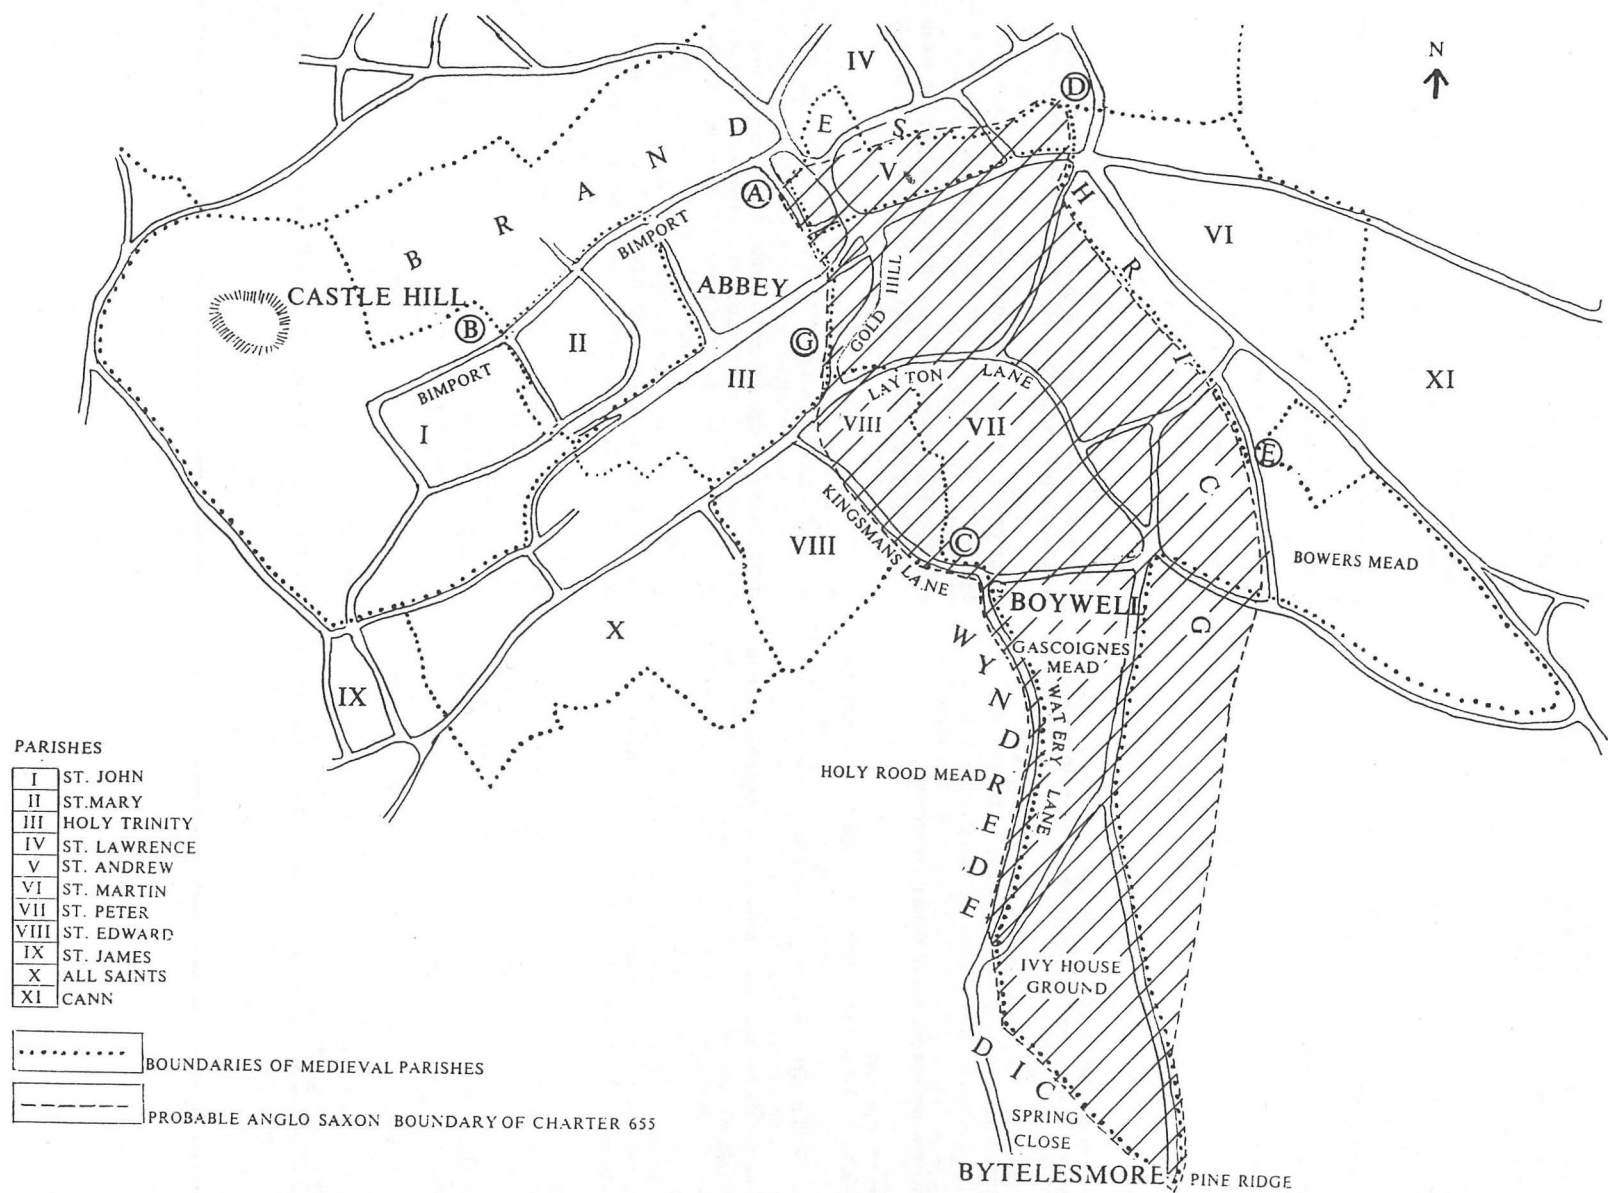 N
IV
D
E
S
D
N
V
A
A
H
BIMPORT
R
VI
B
R
ABBEY
HILL
CASTLE HILL
B
II
G
GOLD
I
III
LAYTON LANE
XI
BIMPORT
I
VIII
VII
E
C
KINGSMANS LANE
C
VIII
BOWERS MEAD
BOYWELL
G
X
GASCOIGNES
MEAD
WYNDREDE
IX
WATERY LANE
HOLY ROOD MEAD
IVY HOUSE
GROUND
DIC
SPRING
CLOSE
BYTELESMORE
PINE RIDGE
PARISHES
I ST. JOHN
II ST.MARY
III HOLY TRINITY
IV ST. LAWRENCE
V ST. ANDREW
VI ST. MARTIN
VII ST. PETER
VIII ST. EDWARD
IX ST. JAMES
X ALL SAINTS
XI CANN
BOUNDARIES OF MEDIEVAL PARISHES
PROBABLE ANGLO SAXON BOUNDARY OF CHARTER 655